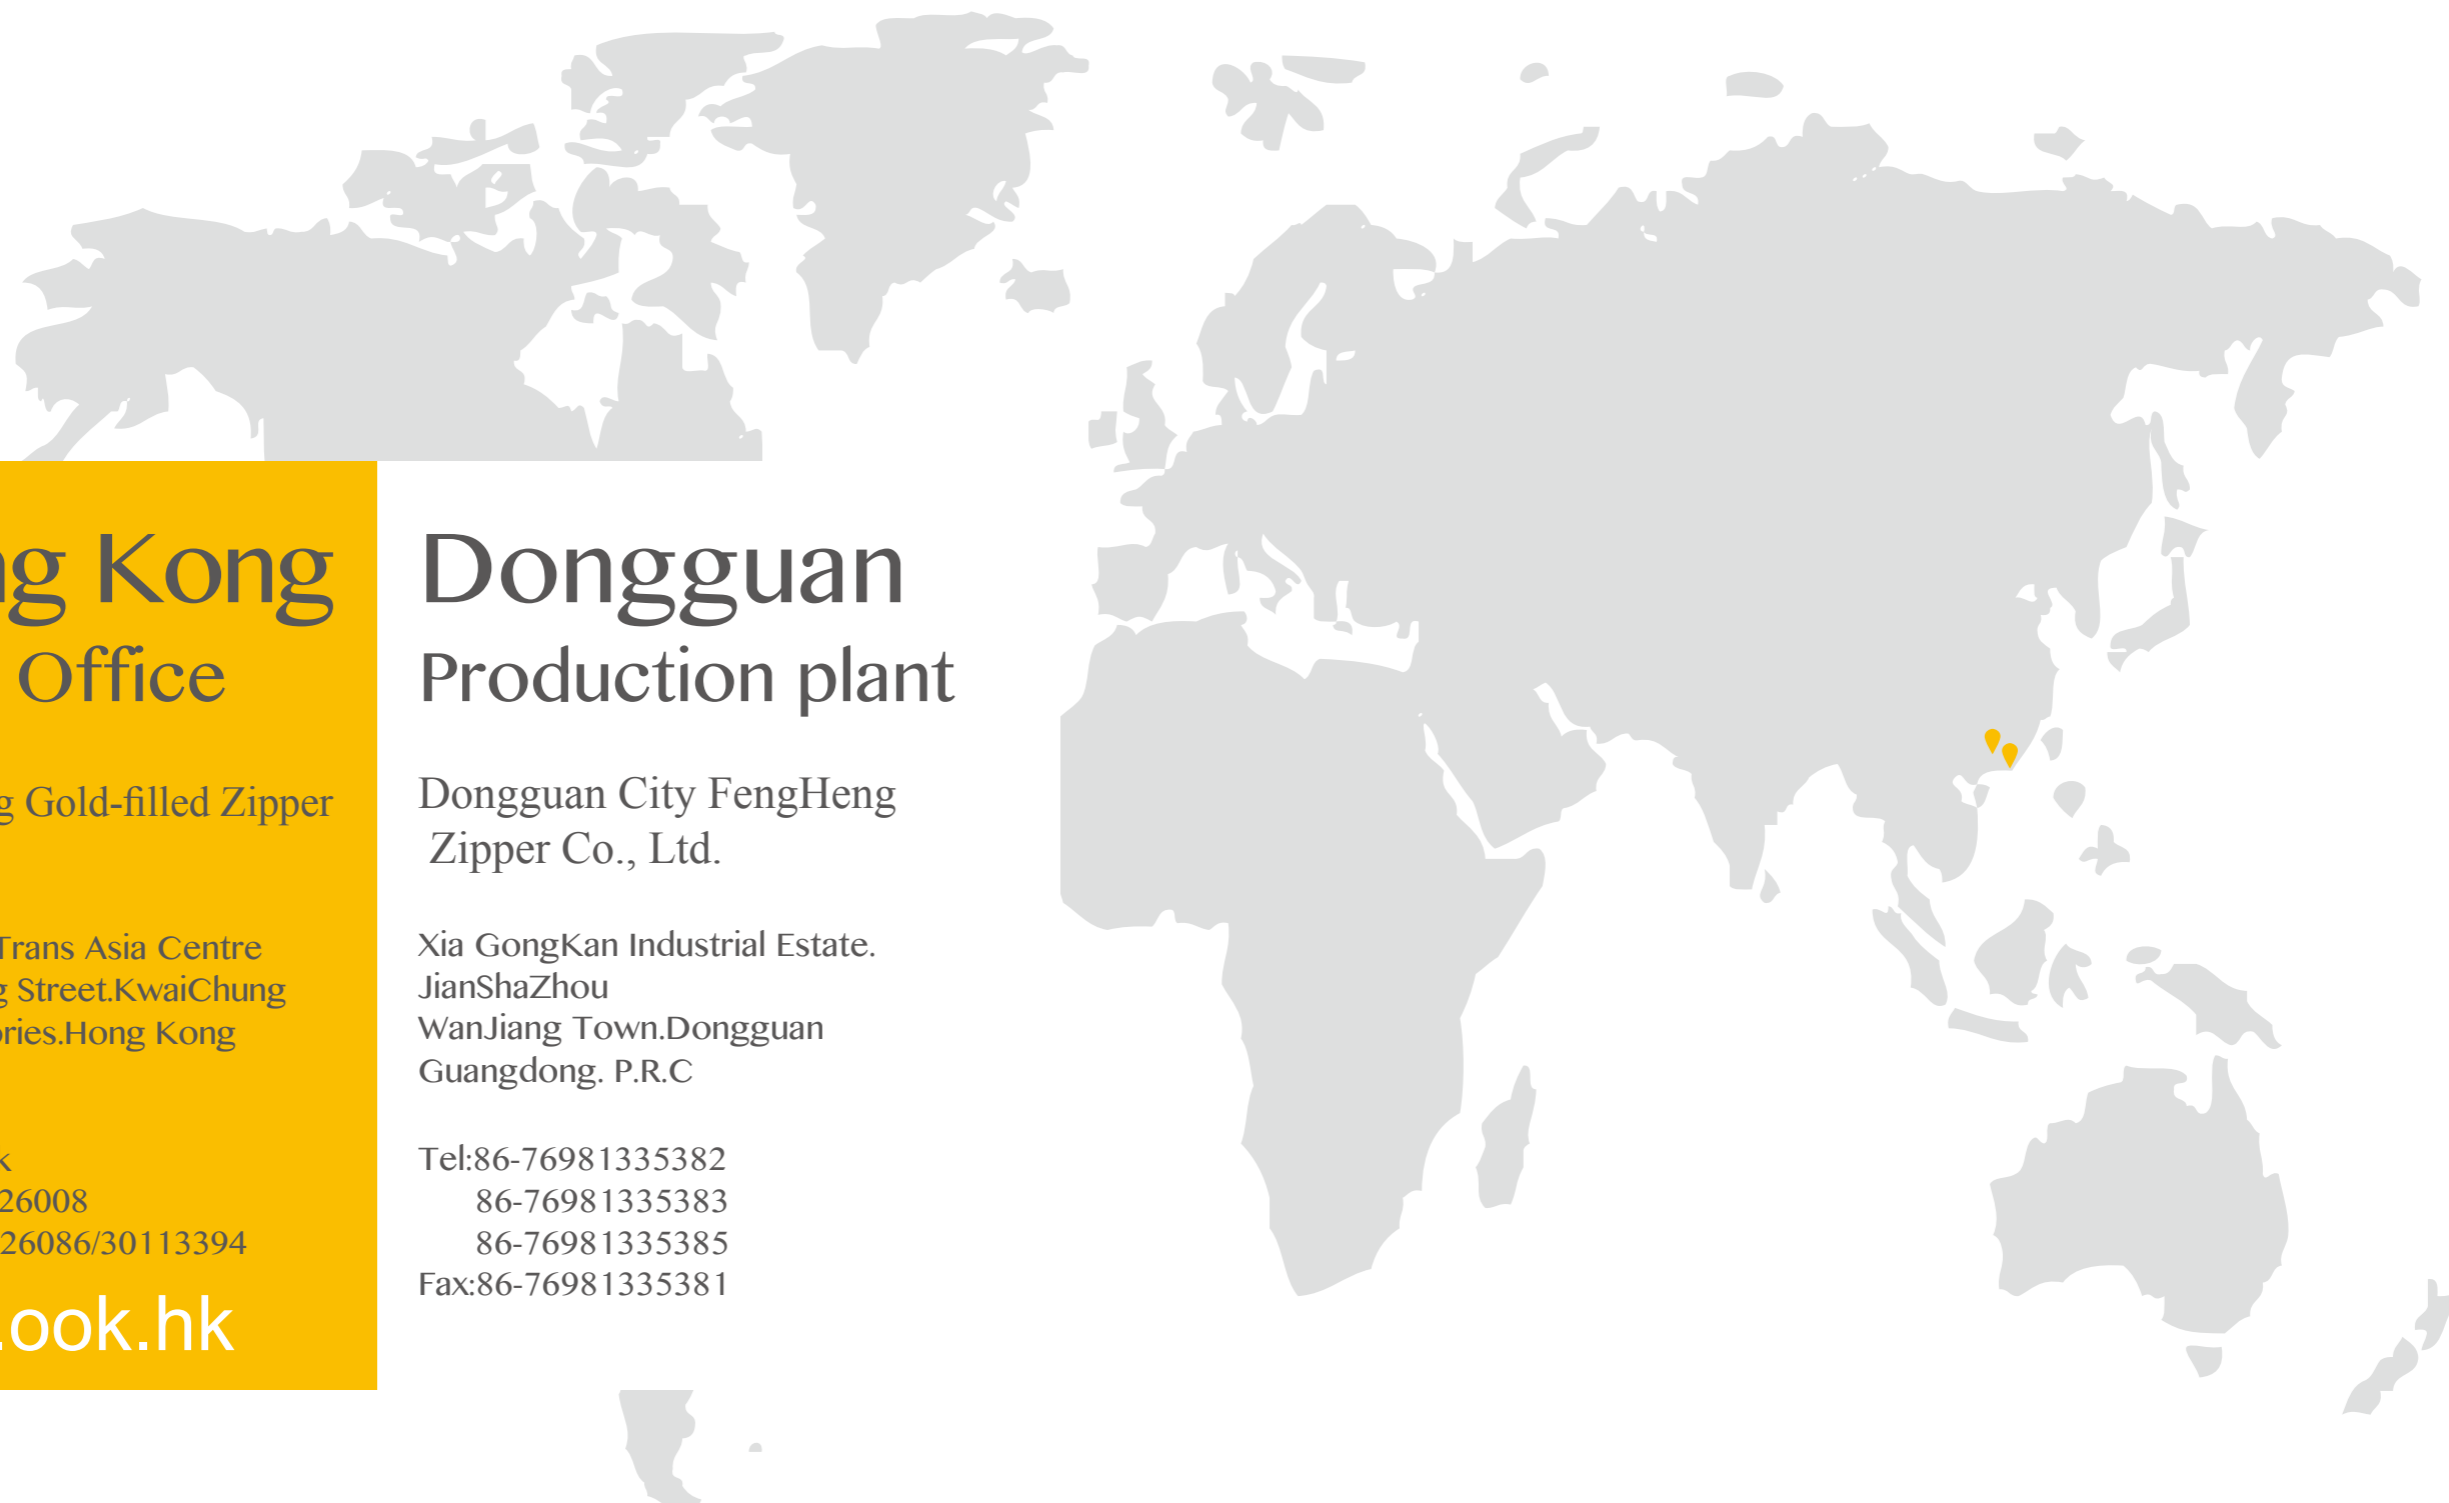 ng Kong
Office
g Gold-filled Zipper
Trans Asia Centre
g Street.KwaiChung
ories.Hong Kong
k
26008
26086/30113394
.ook.hk
Dongguan
Production plant
Dongguan City FengHeng
Zipper Co., Ltd.
Xia GongKan Industrial Estate.
JianShaZhou
WanJiang Town.Dongguan
Guangdong. P.R.C
Tel:86-76981335382
86-76981335383
86-76981335385
Fax:86-76981335381